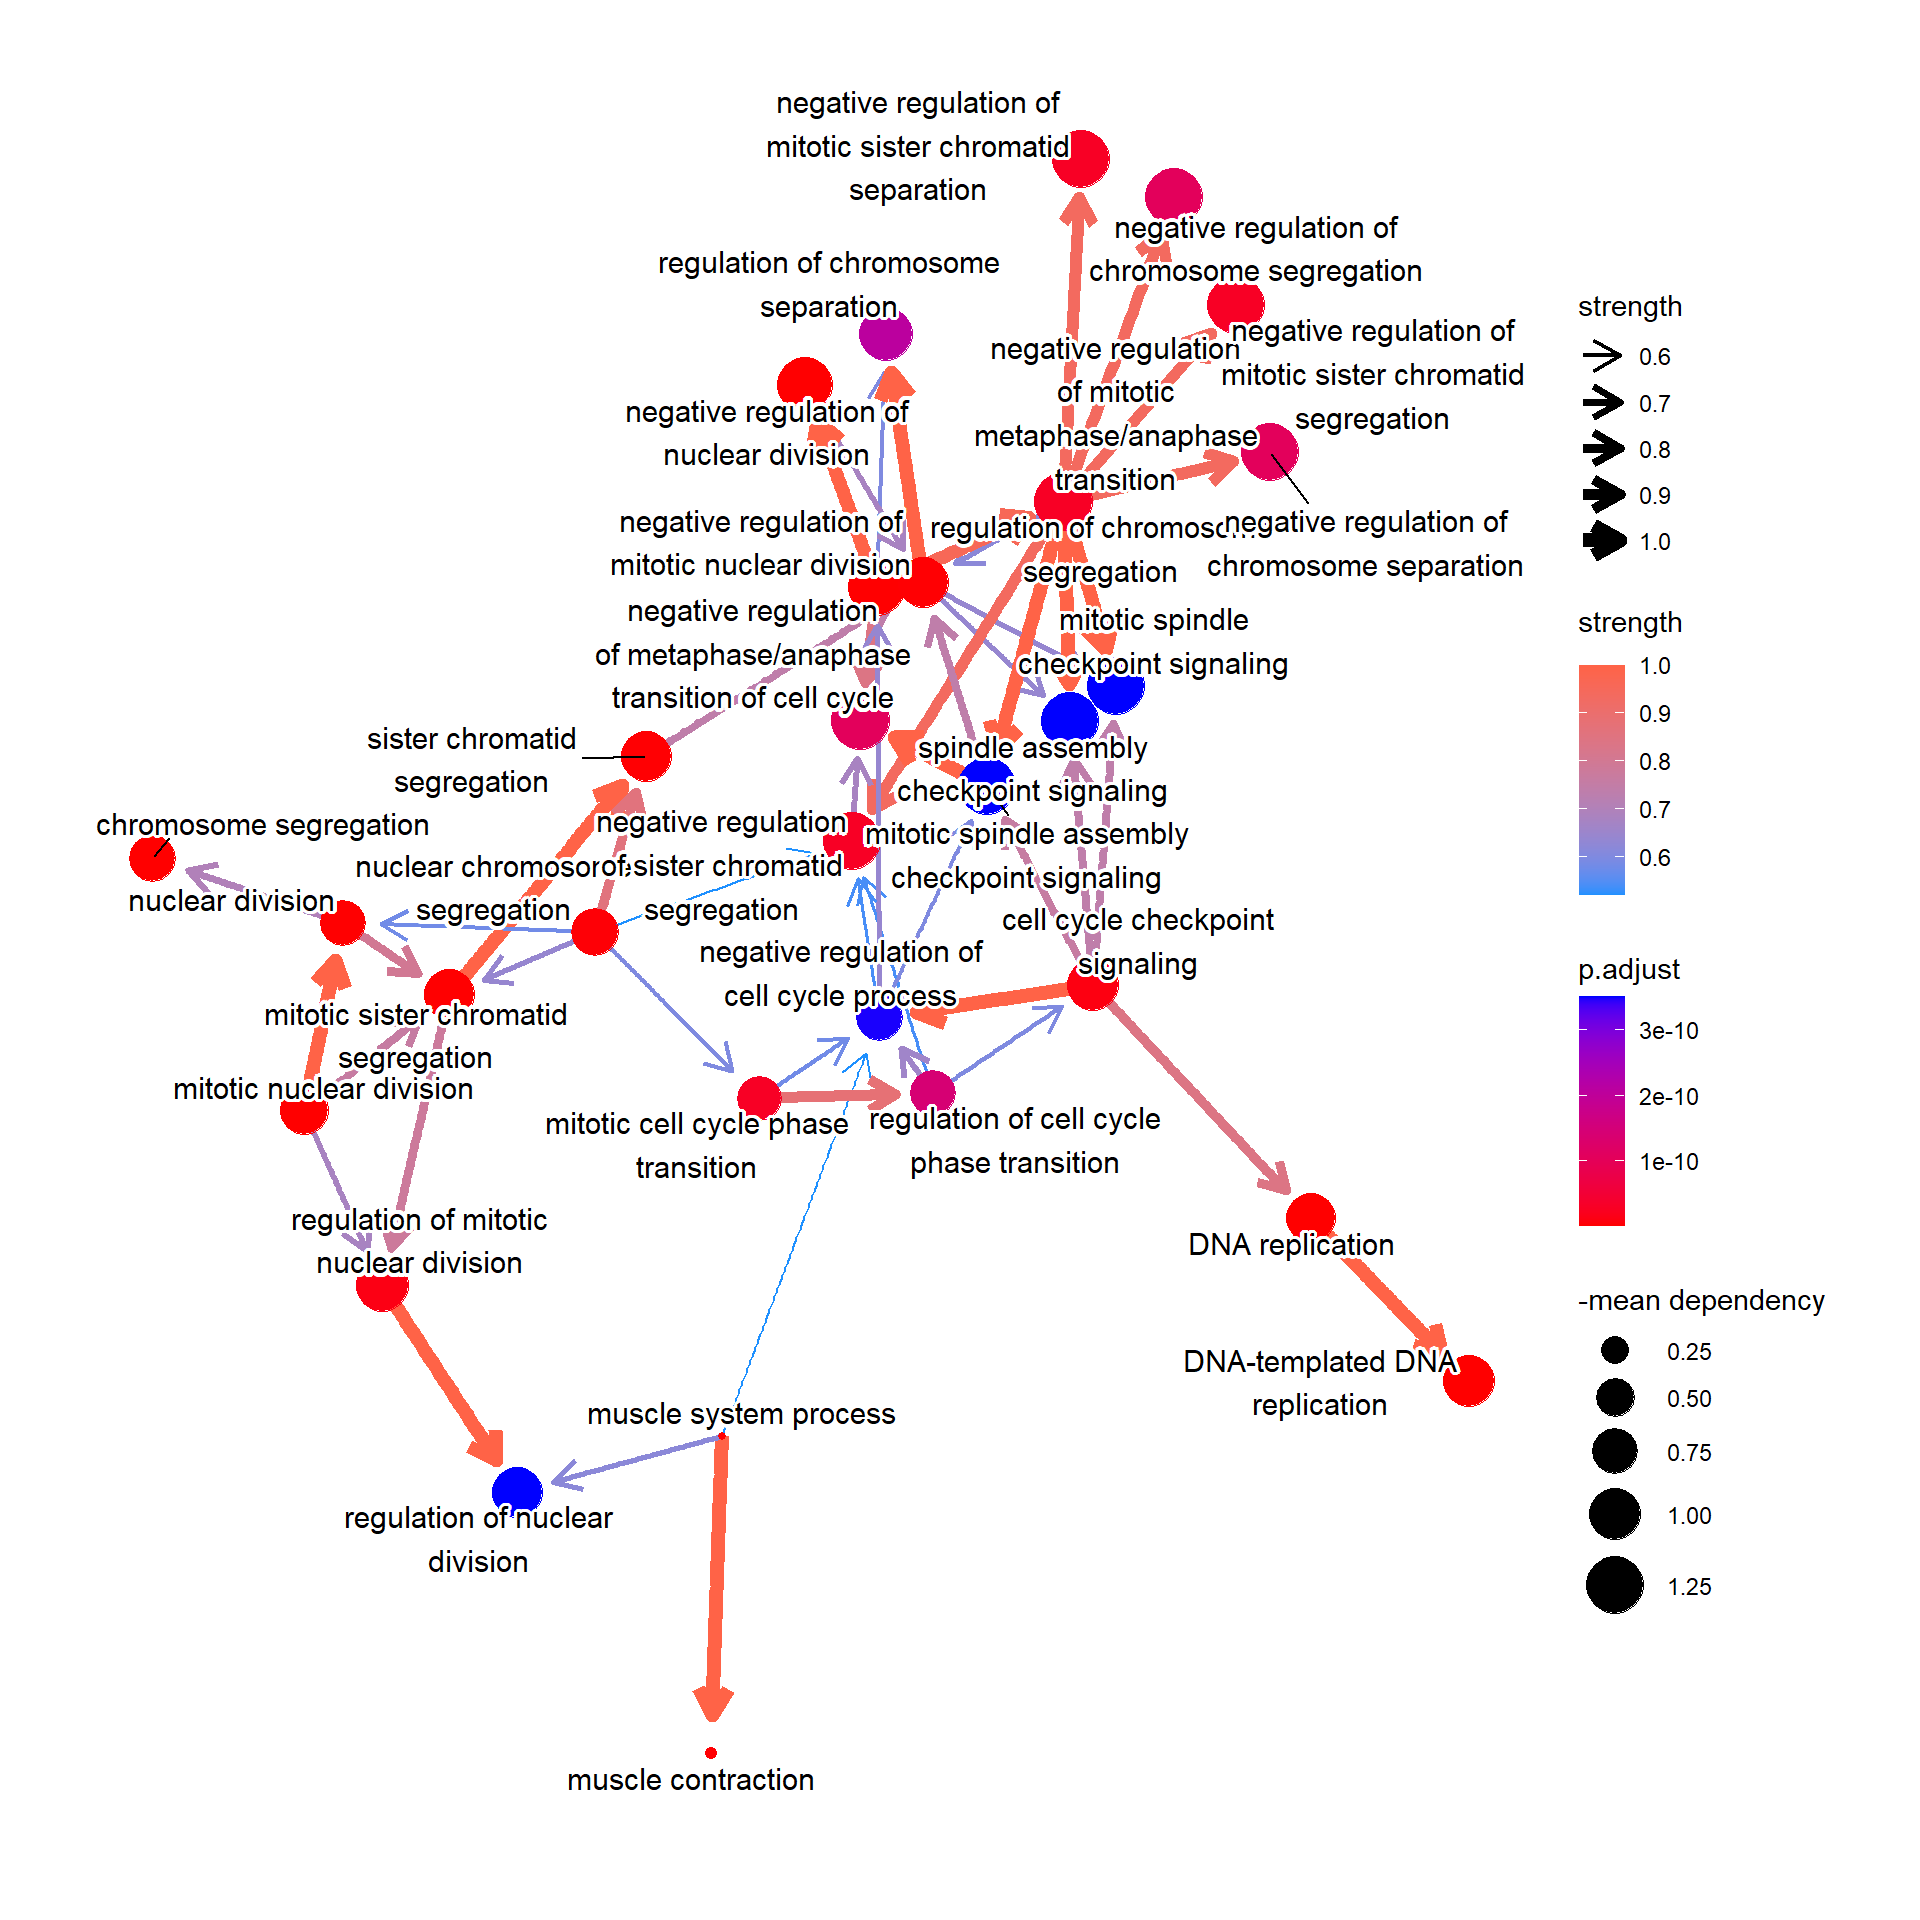 negative regulation of
mitotic sister chromatid
separation
negative regulation of
chromosome segregation
regulation of chromosome
separation
negative regulation of
mitotic sister chromatid
segregation
negative regulation
of mitotic
metaphase/anaphase
transition
negative regulation of
nuclear division
negative regulation of
mitotic nuclear division
regulation of
segregation
negative regulation of
chromosome separation
negative regulation
of metaphase/anaphase
transition of cell cycle
mitotic spindle
checkpoint signaling
sister chromatid
segregation
spindle assembly
checkpoint signaling
chromosome segregation
negative regulation
of sister chromatid
segregation
mitotic spindle assembly
checkpoint signaling
nuclear
segregation
nuclear division
cell cycle checkpoint
signaling
negative regulation of
cell cycle process
mitotic sister chromatid
segregation
mitotic nuclear division
mitotic cell cycle phase
transition
regulation of cell cycle
phase transition
regulation of mitotic
nuclear division
DNA replication
DNA-templated DNA
replication
muscle system process
regulation of nuclear
division
muscle contraction
strength
0.6
0.7
0.8
0.9
1.0
strength
1.0
0.9
0.8
0.7
0.6
p.adjust
3e-10
2e-10
1e-10
-mean dependency
0.25
0.50
0.75
1.00
1.25